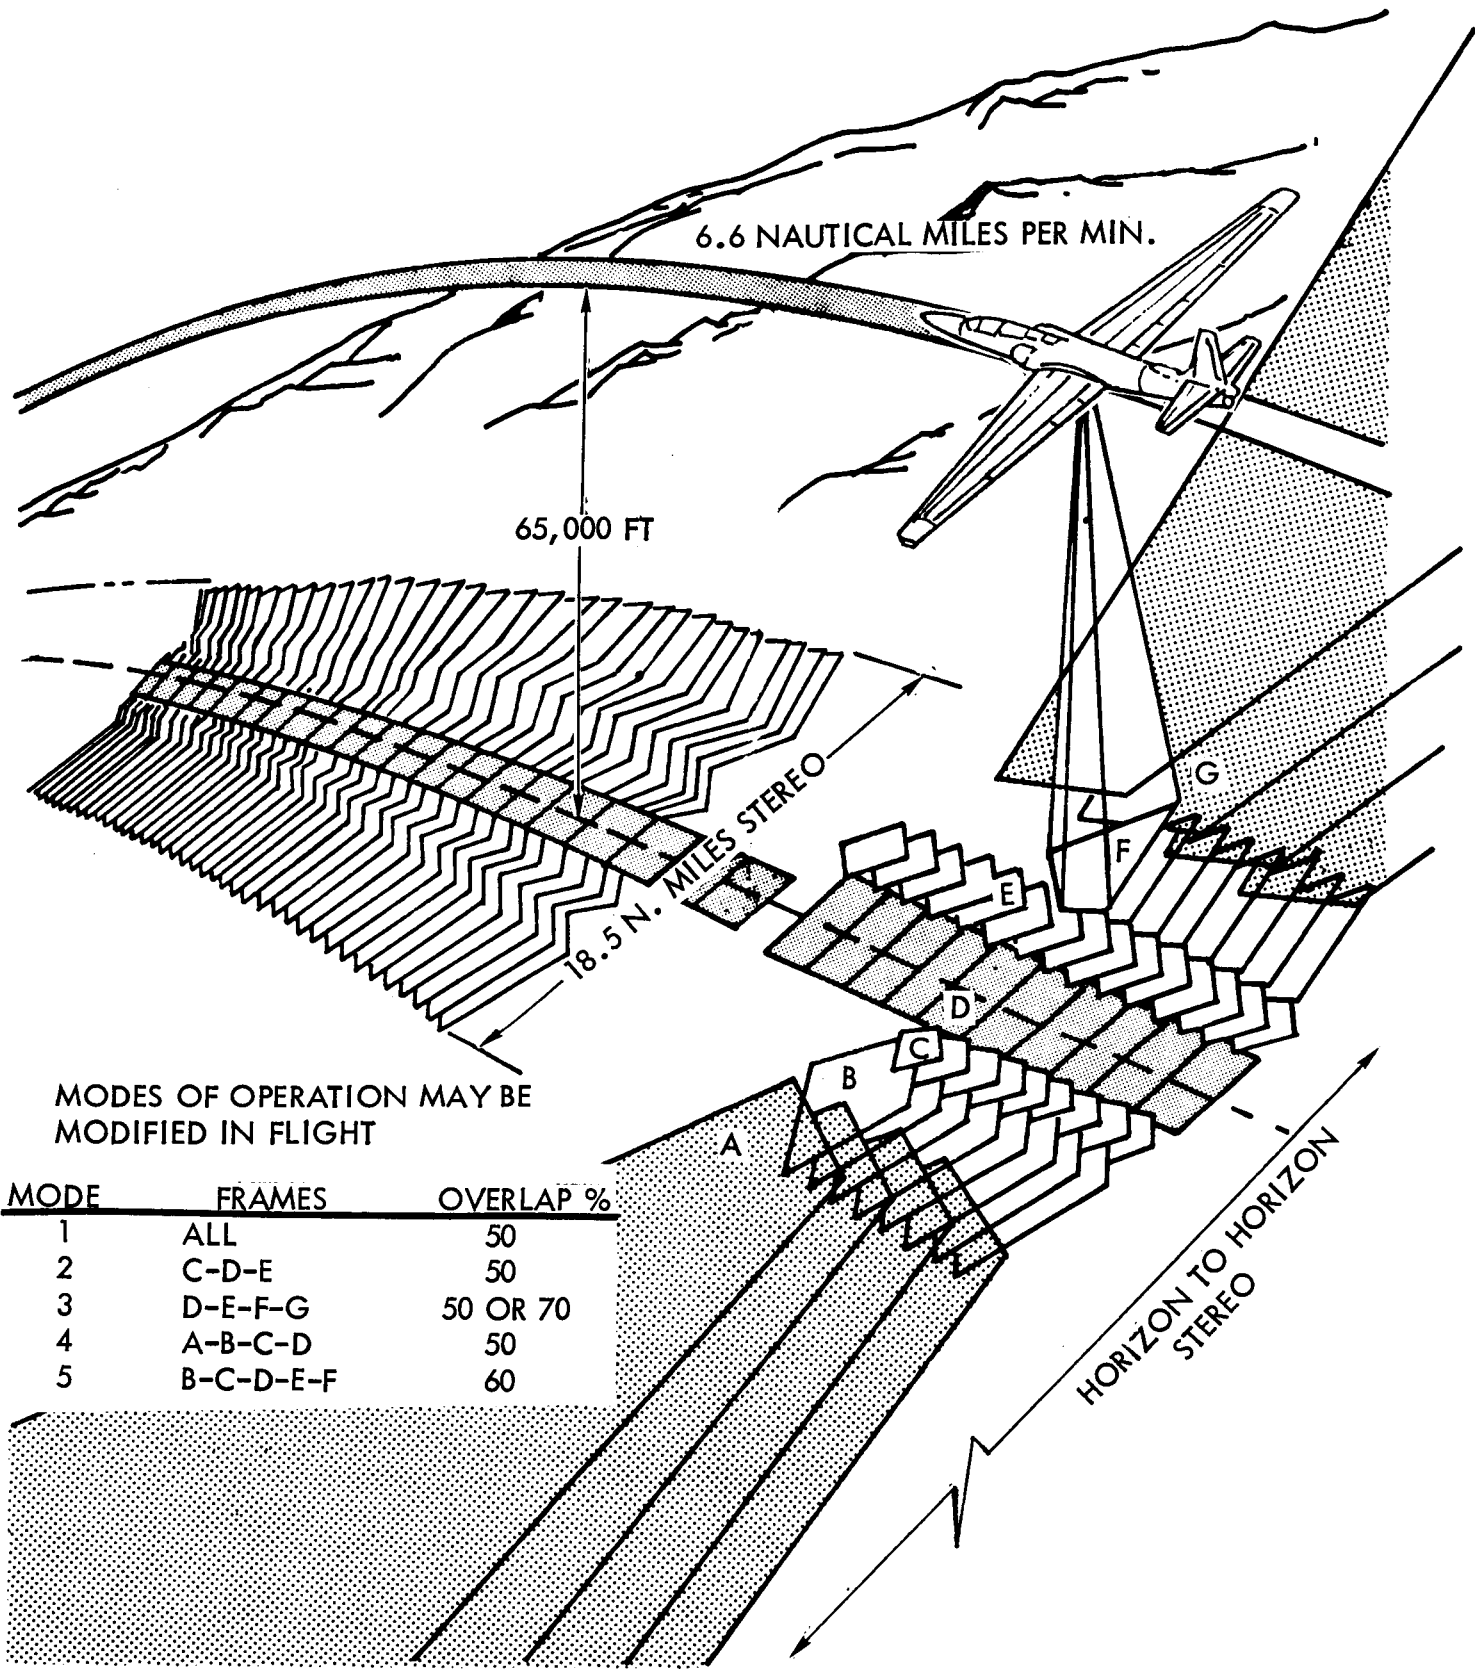 6.6 NAUTICAL MILES PER MIN.
65,000 FT
18.5 N. MILES STEREO
G
F
E
D
C
B
A
HORIZON TO HORIZON
STEREO
MODES OF OPERATION MAY BE
MODIFIED IN FLIGHT
MODE FRAMES OVERLAP %
1 ALL 50
2 C-D-E 50
3 D-E-F-G 50 OR 70
4 A-B-C-D 50
5 B-C-D-E-F 60